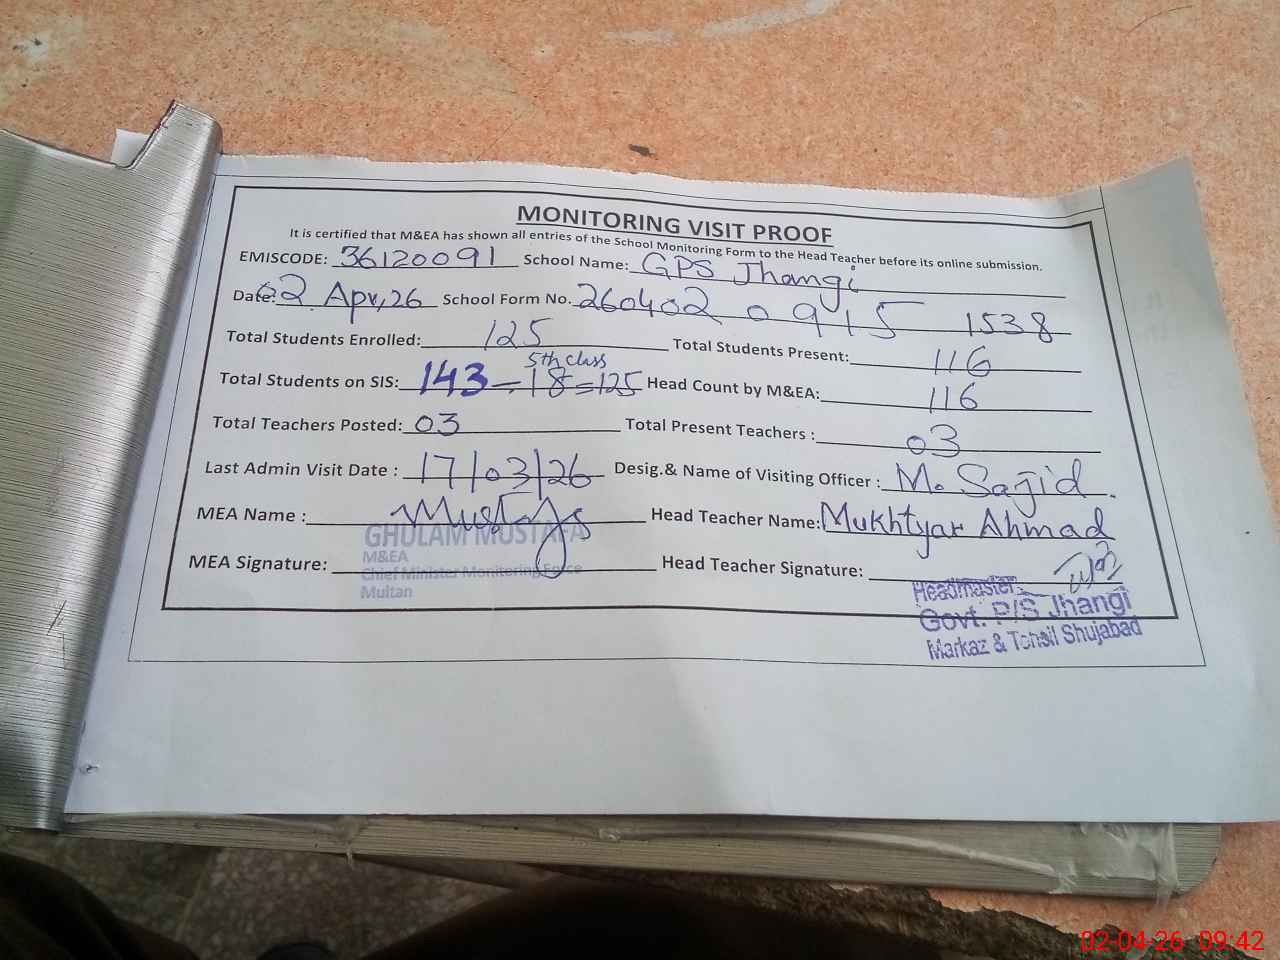 MONITORING VISIT PROOF
It is certified that M&EA has shown all entries of the School Monitoring Form to the Head Teacher before its online submission.
EMISCODE: 36120091 School Name: GPS Jhangi
Date: 02 Apr, 26 School Form No. 260402 0915 1538
Total Students Enrolled: 125 Total Students Present: 116
5th class
Total Students on SIS: 143 - 18 = 125 Head Count by M&EA: 116
Total Teachers Posted: 03 Total Present Teachers : 03
Last Admin Visit Date : 17/03/26 Desig.& Name of Visiting Officer : M. Sajid
MEA Name : Mustafa Head Teacher Name: Mukhtyar Ahmad
GHULAM MUSTAFA
M&EA
MEA Signature: Head Teacher Signature:
Chief Minister Monitoring Force
Multan
Headmaster
Govt. P/S Jhangi
Markaz & Tehsil Shujabad
02-04-26 09:42